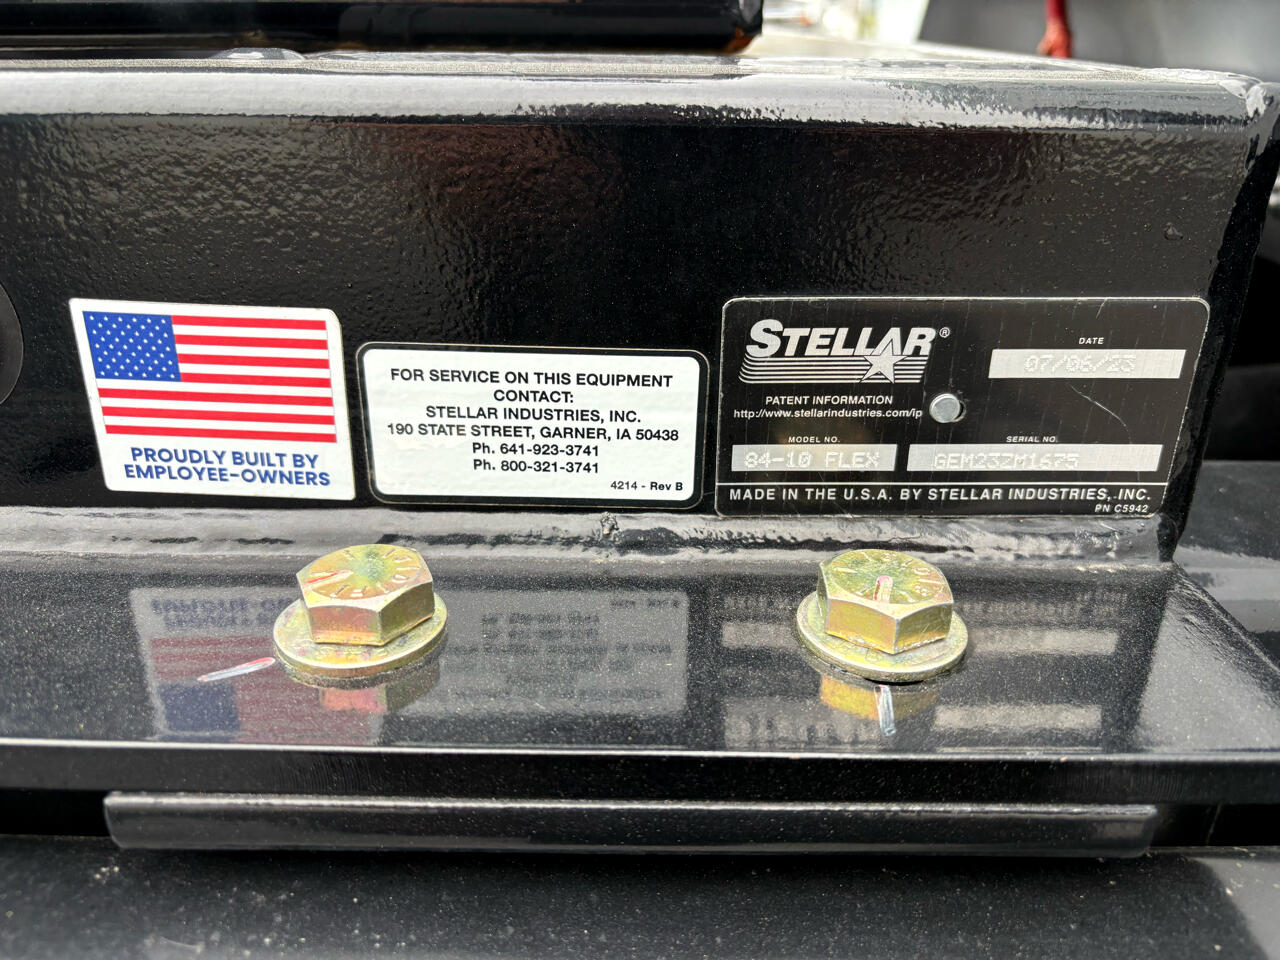 PROUDLY BUILT BY
EMPLOYEE-OWNERS
FOR SERVICE ON THIS EQUIPMENT
CONTACT:
STELLAR INDUSTRIES, INC.
190 STATE STREET, GARNER, IA 50438
Ph. 641-923-3741
Ph. 800-321-3741
4214 - Rev B
STELLAR®
PATENT INFORMATION
http://www.stellarindustries.com/ip
DATE
07/06/23
MODEL NO.
84-10 FLEX
SERIAL NO.
GEM23ZM1675
MADE IN THE U.S.A. BY STELLAR INDUSTRIES, INC.
PN C5942